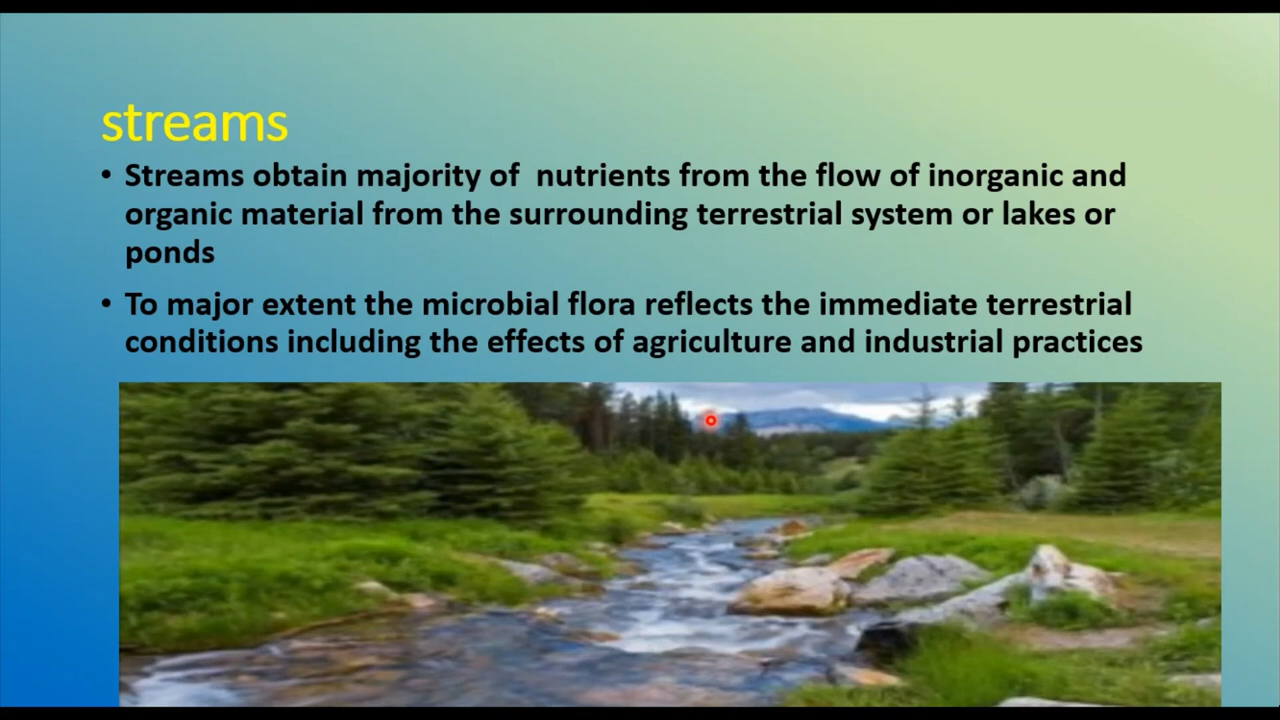 streams
• Streams obtain majority of  nutrients from the flow of inorganic and
organic material from the surrounding terrestrial system or lakes or
ponds
• To major extent the microbial flora reflects the immediate terrestrial
conditions including the effects of agriculture and industrial practices